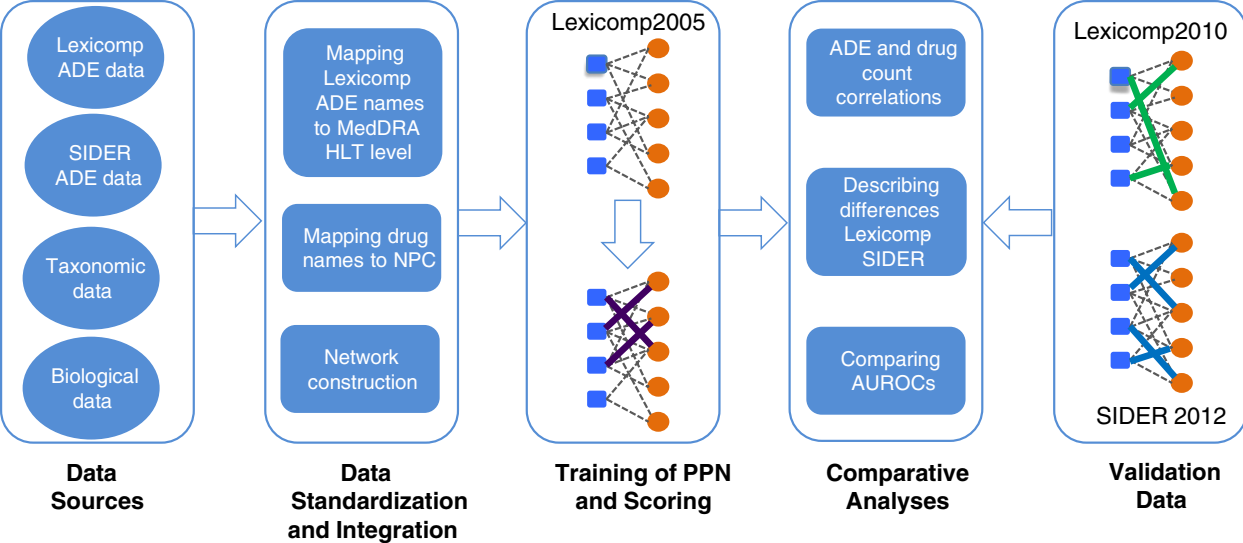 Lexicomp
ADE data
SIDER
ADE data
Taxonomic
data
Biological
data
Data
Sources
Mapping
Lexicomp
ADE names
to MedDRA
HLT level
Mapping drug
names to NPC
Network
construction
Data
Standardization
and Integration
Lexicomp2005
Training of PPN
and Scoring
ADE and drug
count
correlations
Describing
differences
Lexicomp-
SIDER
Comparing
AUROCs
Comparative
Analyses
Lexicomp2010
SIDER 2012
Validation
Data